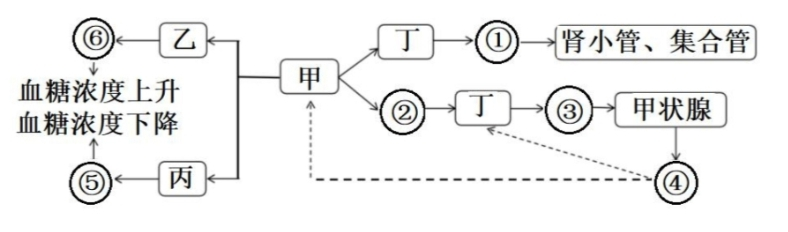 ⑥ 乙 丁 ① 肾小管、集合管
血糖浓度上升 甲
血糖浓度下降 ② 丁 ③ 甲状腺
⑤ 丙 ④